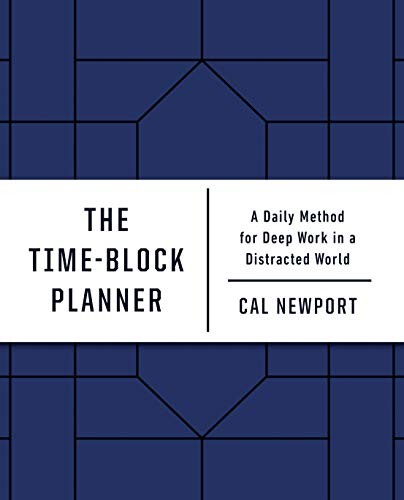 THE
TIME-BLOCK
PLANNER
A Daily Method
for Deep Work in a
Distracted World
CAL NEWPORT